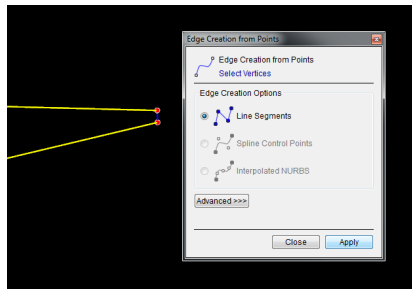 Edge Creation from Points
Edge Creation from Points
Select Vertices
Edge Creation Options
Line Segments
Spline Control Points
Interpolated NURBS
Advanced >>>
Close Apply